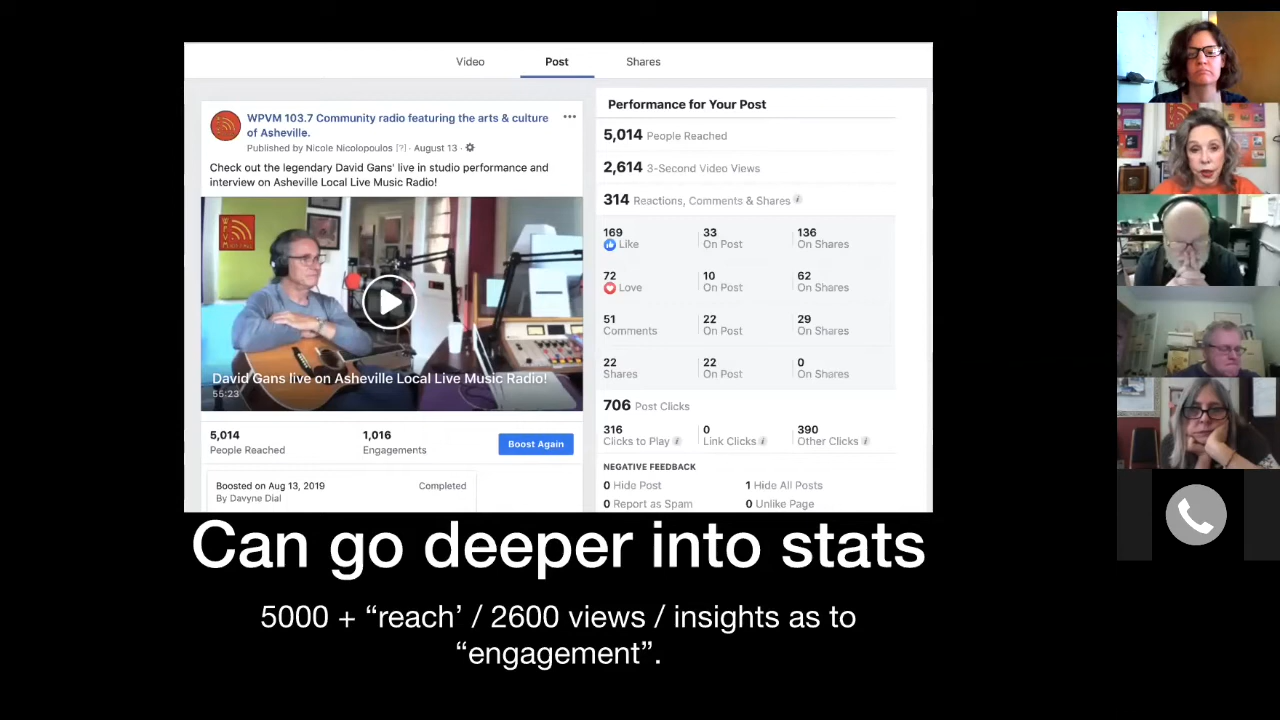 Video Post Shares
WPVM 103.7 Community radio featuring the arts & culture
of Asheville.
Published by Nicole Nicolopoulos [?] · August 13 ·
Check out the legendary David Gans' live in studio performance and
interview on Asheville Local Live Music Radio!
WPVM
David Gans live on Asheville Local Live Music Radio!
55:23
5,014 1,016
People Reached Engagements
Boost Again
Boosted on Aug 13, 2019 Completed
By Davyne Dial
Performance for Your Post
5,014 People Reached
2,614 3-Second Video Views
314 Reactions, Comments & Shares
169 33 136
Like On Post On Shares
72 10 62
Love On Post On Shares
51 22 29
Comments On Post On Shares
22 22 0
Shares On Post On Shares
706 Post Clicks
316 0 390
Clicks to Play Link Clicks Other Clicks
NEGATIVE FEEDBACK
0 Hide Post 1 Hide All Posts
0 Report as Spam 0 Unlike Page
Can go deeper into stats
5000 + “reach’ / 2600 views / insights as to
“engagement”.